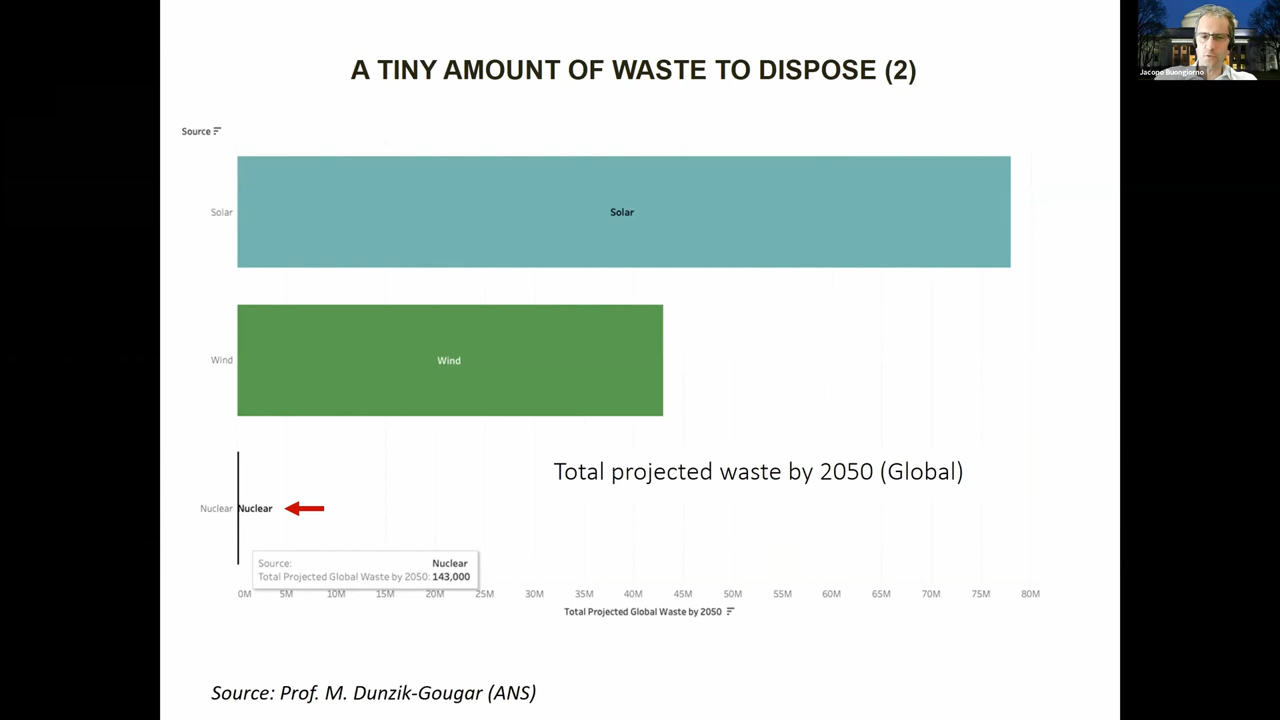 A TINY AMOUNT OF WASTE TO DISPOSE (2)
Jacopo Buongiorno
Source
Solar
Solar
Wind
Wind
Total projected waste by 2050 (Global)
Nuclear
Nuclear
Source: Nuclear
Total Projected Global Waste by 2050: 143,000
0M 5M 10M 15M 20M 25M 30M 35M 40M 45M 50M 55M 60M 65M 70M 75M 80M
Total Projected Global Waste by 2050
Source: Prof. M. Dunzik-Gougar (ANS)